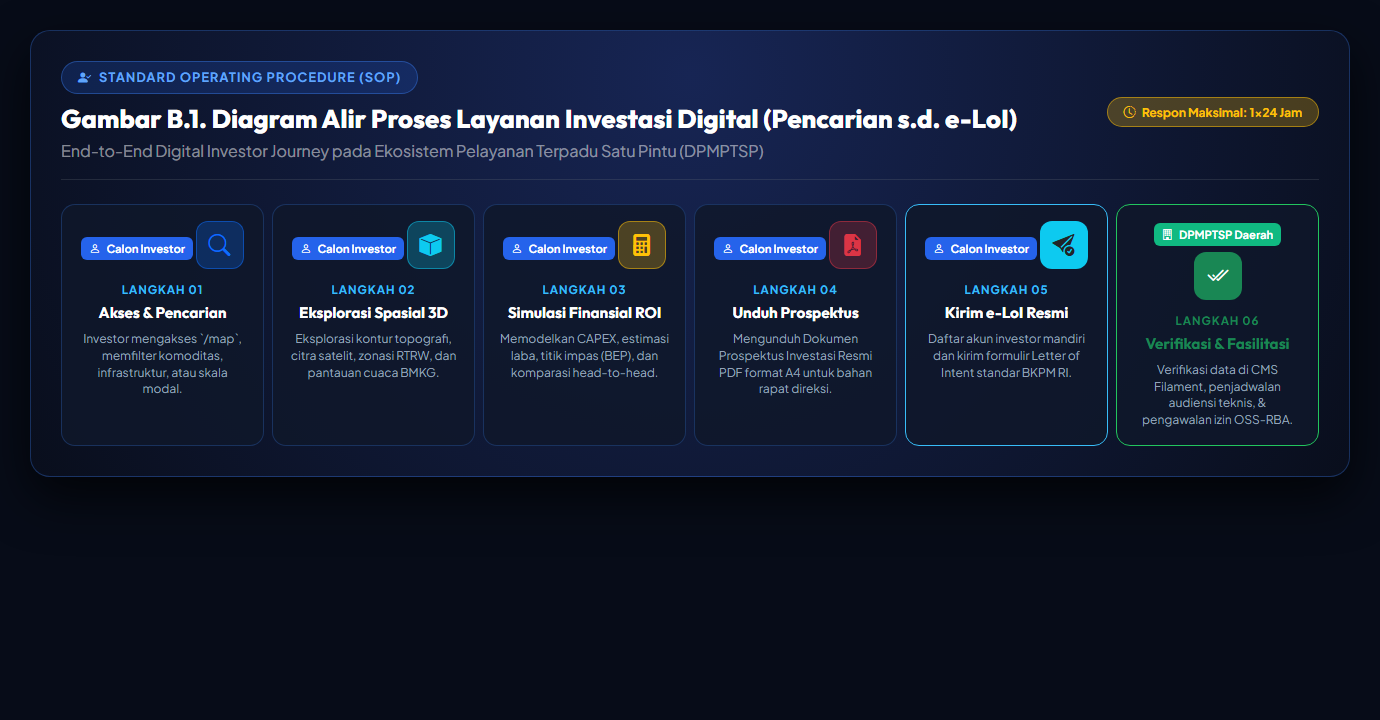 STANDARD OPERATING PROCEDURE (SOP)
Gambar B.1. Diagram Alir Proses Layanan Investasi Digital (Pencarian s.d. e-LoI)
End-to-End Digital Investor Journey pada Ekosistem Pelayanan Terpadu Satu Pintu (DPMPTSP)
Respon Maksimal: 1x24 Jam
Calon Investor
LANGKAH 01
Akses & Pencarian
Investor mengakses `/map`,
memfilter komoditas,
infrastruktur, atau skala
modal.
Calon Investor
LANGKAH 02
Eksplorasi Spasial 3D
Eksplorasi kontur topografi,
citra satelit, zonasi RTRW, dan
pantauan cuaca BMKG.
Calon Investor
LANGKAH 03
Simulasi Finansial ROI
Memodelkan CAPEX, estimasi
laba, titik impas (BEP), dan
komparasi head-to-head.
Calon Investor
LANGKAH 04
Unduh Prospektus
Mengunduh Dokumen
Prospektus Investasi Resmi
PDF format A4 untuk bahan
rapat direksi.
Calon Investor
LANGKAH 05
Kirim e-LoI Resmi
Daftar akun investor mandiri
dan kirim formulir Letter of
Intent standar BKPM RI.
DPMPTSP Daerah
LANGKAH 06
Verifikasi & Fasilitasi
Verifikasi data di CMS
Filament, penjadwalan
audiensi teknis, &
pengawalan izin OSS-RBA.